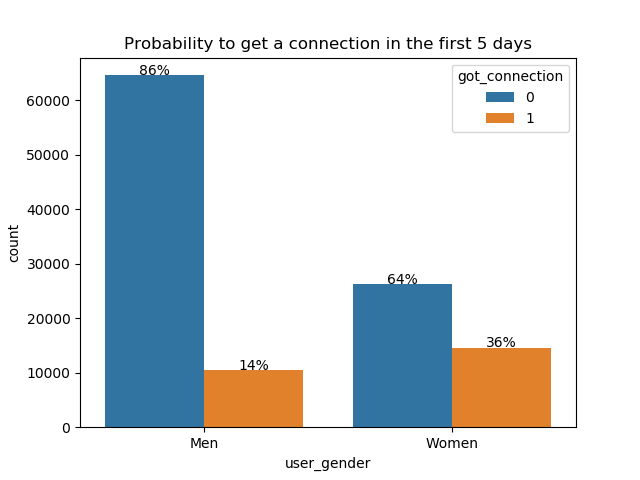 Probability to get a connection in the first 5 days
86%
got_connection
0
1
60000
50000
40000
30000
20000
10000
0
count
64%
36%
14%
Men
Women
user_gender